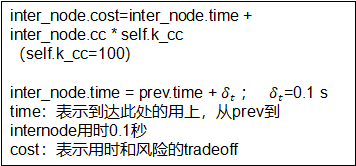 inter_node.cost=inter_node.time +
inter_node.cc * self.k_cc
（self.k_cc=100）
inter_node.time = prev.time + δₜ ； δₜ=0.1 s
time：表示到达此处的用上，从prev到
internode用时0.1秒
cost：表示用时和风险的tradeoff